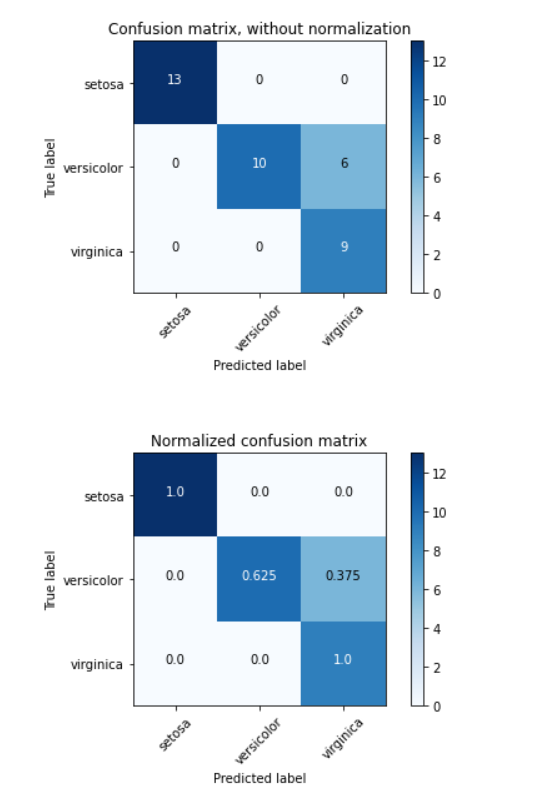 Confusion matrix, without normalization
setosa 13 0 0
versicolor 0 10 6
virginica 0 0 9
True label
setosa versicolor virginica
Predicted label
12
10
8
6
4
2
0
Normalized confusion matrix
setosa 1.0 0.0 0.0
versicolor 0.0 0.625 0.375
virginica 0.0 0.0 1.0
True label
setosa versicolor virginica
Predicted label
12
10
8
6
4
2
0